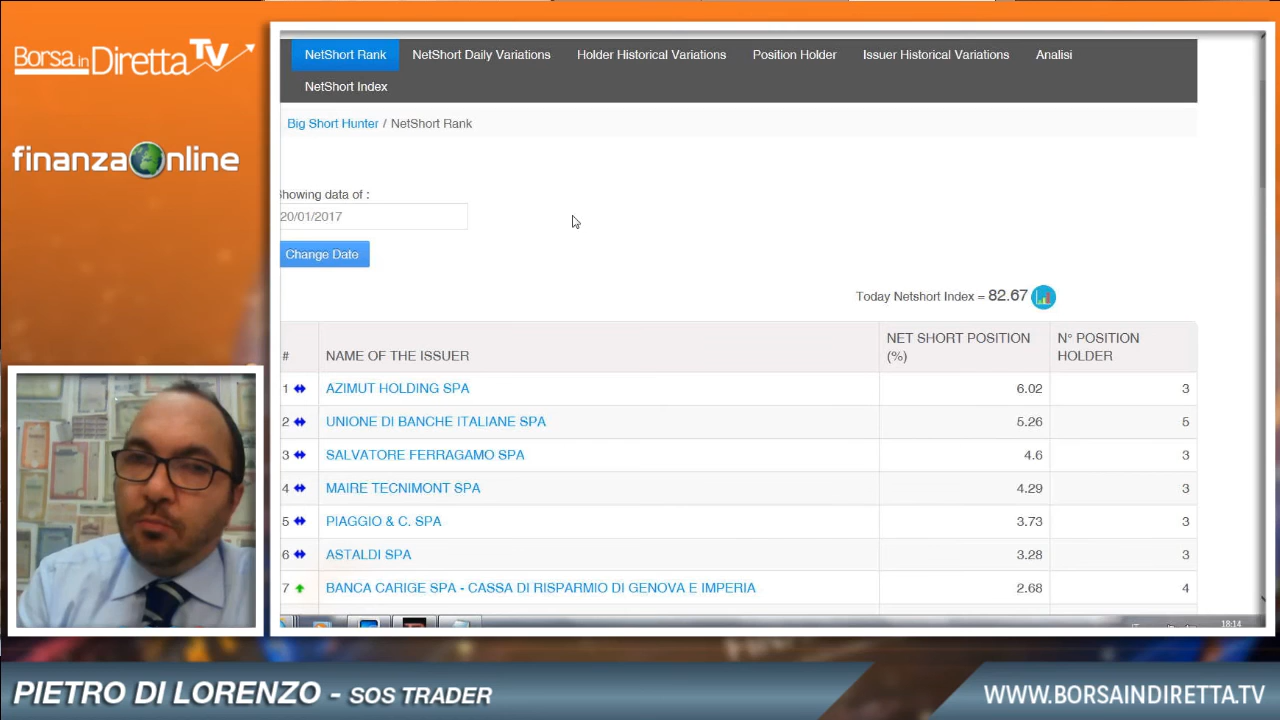 Borsa in Diretta TV
finanzaOnline
NetShort Rank
NetShort Daily Variations
Holder Historical Variations
Position Holder
Issuer Historical Variations
Analisi
NetShort Index
Big Short Hunter / NetShort Rank
Showing data of :
20/01/2017
Change Date
Today Netshort Index = 82.67
# NAME OF THE ISSUER NET SHORT POSITION (%) N° POSITION HOLDER
1 AZIMUT HOLDING SPA 6.02 3
2 UNIONE DI BANCHE ITALIANE SPA 5.26 5
3 SALVATORE FERRAGAMO SPA 4.6 3
4 MAIRE TECNIMONT SPA 4.29 3
5 PIAGGIO & C. SPA 3.73 3
6 ASTALDI SPA 3.28 3
7 BANCA CARIGE SPA - CASSA DI RISPARMIO DI GENOVA E IMPERIA 2.68 4
18:14
PIETRO DI LORENZO - SOS TRADER
WWW.BORSAINDIRETTA.TV